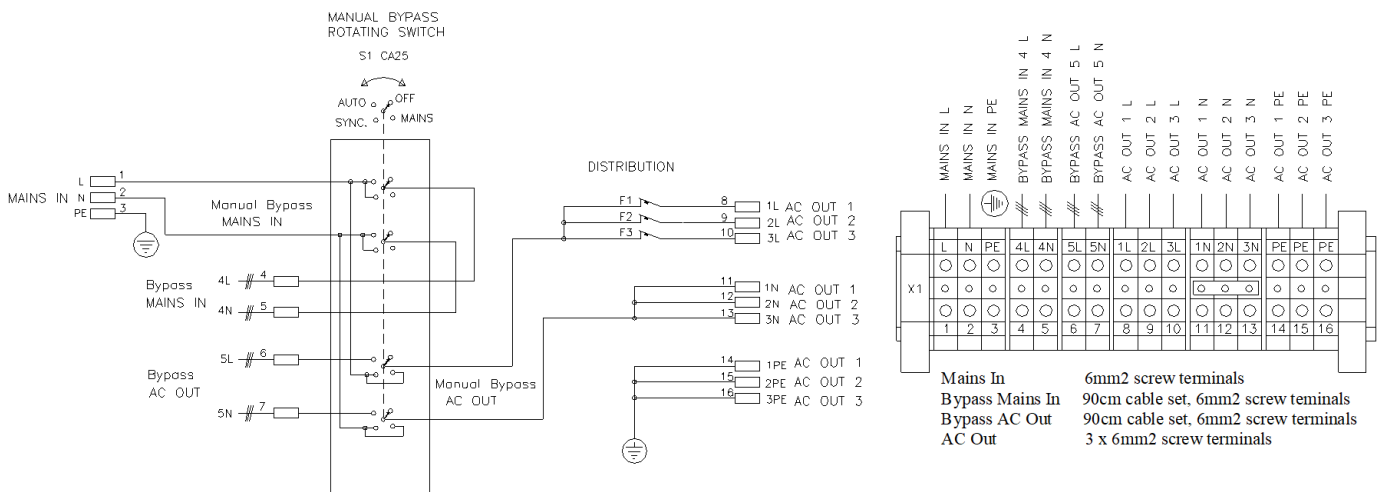 MANUAL BYPASS
ROTATING SWITCH
S1 CA25
AUTO
OFF
SYNC.
MAINS
MAINS IN
L
1
N
2
PE
3
Manual Bypass
MAINS IN
Bypass
MAINS IN
4L
4
4N
5
Bypass
AC OUT
5L
6
5N
7
Manual Bypass
AC OUT
DISTRIBUTION
F1
8
1L AC OUT 1
F2
9
2L AC OUT 2
F3
10
3L AC OUT 3
11
1N AC OUT 1
12
2N AC OUT 2
13
3N AC OUT 3
14
1PE AC OUT 1
15
2PE AC OUT 2
16
3PE AC OUT 3
MAINS IN L
MAINS IN N
MAINS IN PE
BYPASS MAINS IN 4 L
BYPASS MAINS IN 4 N
BYPASS AC OUT 5 L
BYPASS AC OUT 5 N
AC OUT 1 L
AC OUT 2 L
AC OUT 3 L
AC OUT 1 N
AC OUT 2 N
AC OUT 3 N
AC OUT 1 PE
AC OUT 2 PE
AC OUT 3 PE
L N PE 4L 4N 5L 5N 1L 2L 3L 1N 2N 3N PE PE PE
X1
1 2 3 4 5 6 7 8 9 10 11 12 13 14 15 16
Mains In 6mm2 screw terminals
Bypass Mains In 90cm cable set, 6mm2 screw teminals
Bypass AC Out 90cm cable set, 6mm2 screw terminals
AC Out 3 x 6mm2 screw terminals